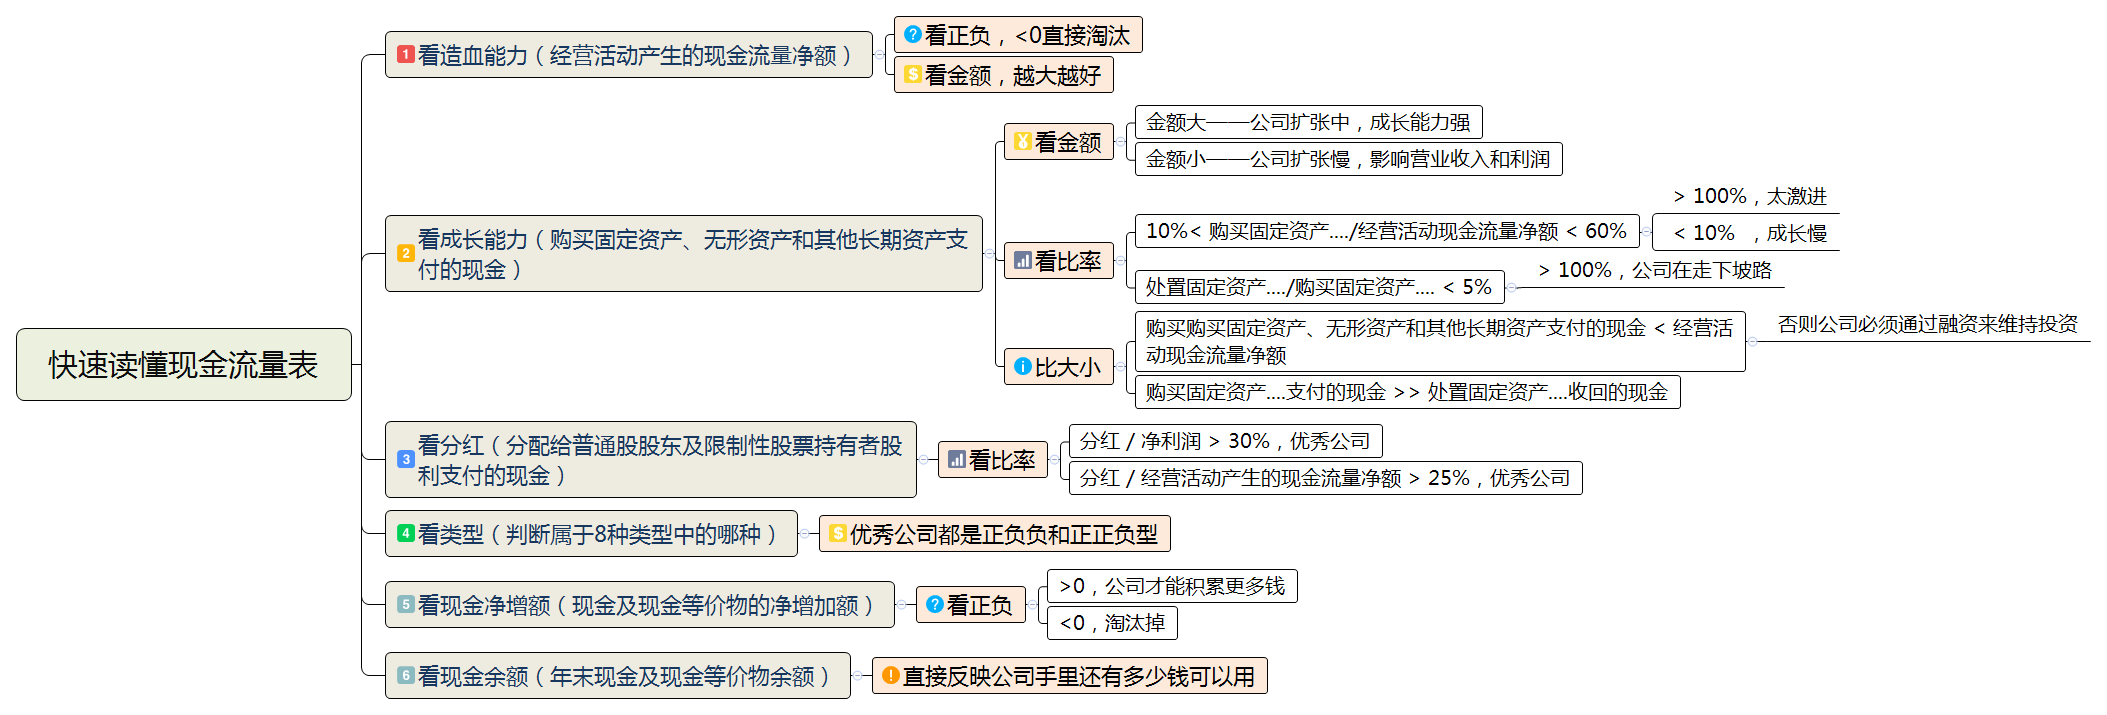 快速读懂现金流量表
1 看造血能力（经营活动产生的现金流量净额）
看正负，<0直接淘汰
看金额，越大越好
2 看成长能力（购买固定资产、无形资产和其他长期资产支
付的现金）
看金额
金额大——公司扩张中，成长能力强
金额小——公司扩张慢，影响营业收入和利润
看比率
10%< 购买固定资产..../经营活动现金流量净额 < 60%
> 100%，太激进
< 10% ，成长慢
处置固定资产..../购买固定资产.... < 5%
> 100%，公司在走下坡路
比大小
购买购买固定资产、无形资产和其他长期资产支付的现金 < 经营活
动现金流量净额
否则公司必须通过融资来维持投资
购买固定资产....支付的现金 >> 处置固定资产....收回的现金
3 看分红（分配给普通股股东及限制性股票持有者股
利支付的现金）
看比率
分红 / 净利润 > 30%，优秀公司
分红 / 经营活动产生的现金流量净额 > 25%，优秀公司
4 看类型（判断属于8种类型中的哪种）
优秀公司都是正负负和正正负型
5 看现金净增额（现金及现金等价物的净增加额）
看正负
>0，公司才能积累更多钱
<0，淘汰掉
6 看现金余额（年末现金及现金等价物余额）
直接反映公司手里还有多少钱可以用